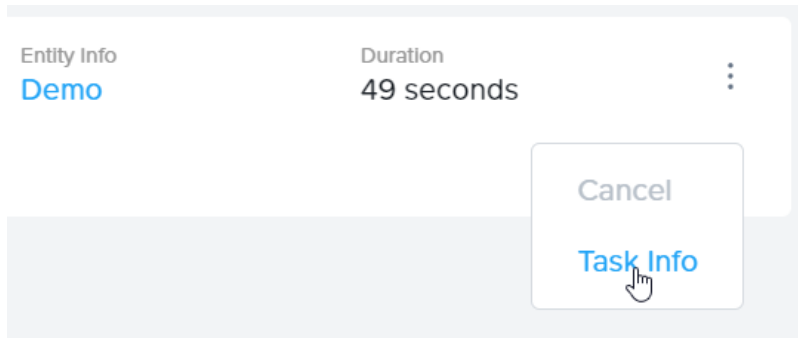 Entity Info
Duration
Demo
49 seconds
Cancel
Task Info